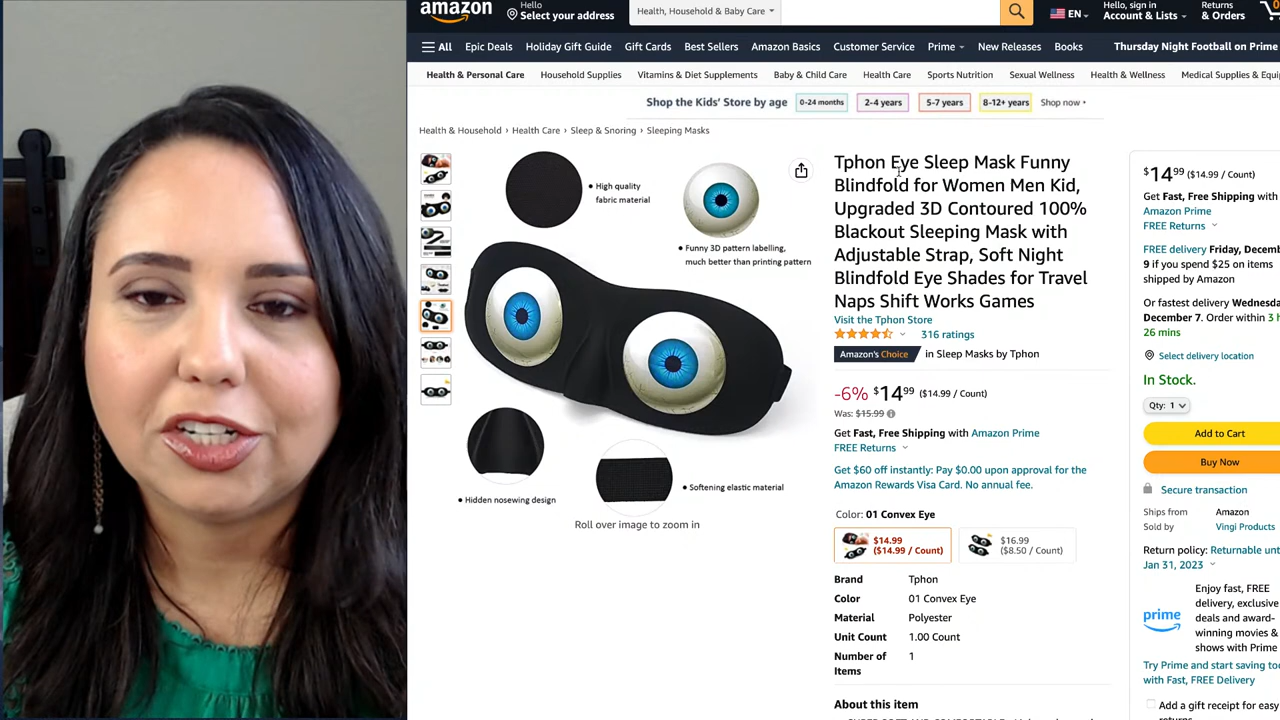 amazon
Hello
Select your address
Health, Household & Baby Care
EN
Hello, sign in
Account & Lists
Returns
& Orders
All
Epic Deals
Holiday Gift Guide
Gift Cards
Best Sellers
Amazon Basics
Customer Service
Prime
New Releases
Books
Thursday Night Football on Prime
Health & Personal Care
Household Supplies
Vitamins & Diet Supplements
Baby & Child Care
Health Care
Sports Nutrition
Sexual Wellness
Health & Wellness
Medical Supplies &
Shop the Kids' Store by age
0-24 months
2-4 years
5-7 years
8-12+ years
Shop now
Health & Household › Health Care › Sleep & Snoring › Sleeping Masks
• High quality
fabric material
• Funny 3D pattern labelling,
much better than printing pattern
• Hidden nosewing design
• Softening elastic material
Roll over image to zoom in
Tphon Eye Sleep Mask Funny
Blindfold for Women Men Kid,
Upgraded 3D Contoured 100%
Blackout Sleeping Mask with
Adjustable Strap, Soft Night
Blindfold Eye Shades for Travel
Naps Shift Works Games
Visit the Tphon Store
316 ratings
Amazon's Choice in Sleep Masks by Tphon
-6% $14.99 ($14.99 / Count)
Was: $15.99
Get Fast, Free Shipping with Amazon Prime
FREE Returns
Get $60 off instantly: Pay $0.00 upon approval for the
Amazon Rewards Visa Card. No annual fee.
Color: 01 Convex Eye
$14.99
($14.99 / Count)
$16.99
($8.50 / Count)
Brand Tphon
Color 01 Convex Eye
Material Polyester
Unit Count 1.00 Count
Number of 1
Items
About this item
$14.99 ($14.99 / Count)
Get Fast, Free Shipping with
Amazon Prime
FREE Returns
FREE delivery Friday,
9 if you spend $25 on items
shipped by Amazon
Or fastest delivery
December 7. Order within 3
26 mins
Select delivery location
In Stock.
Qty: 1
Add to Cart
Buy Now
Secure transaction
Ships from Amazon
Sold by Vingi Products
Return policy: Returnable
Jan 31, 2023
prime
Enjoy fast, FREE
delivery, exclusive
deals and award-
winning movies &
shows with Prime
Try Prime and start saving
with Fast, FREE Delivery
Add a gift receipt for easy